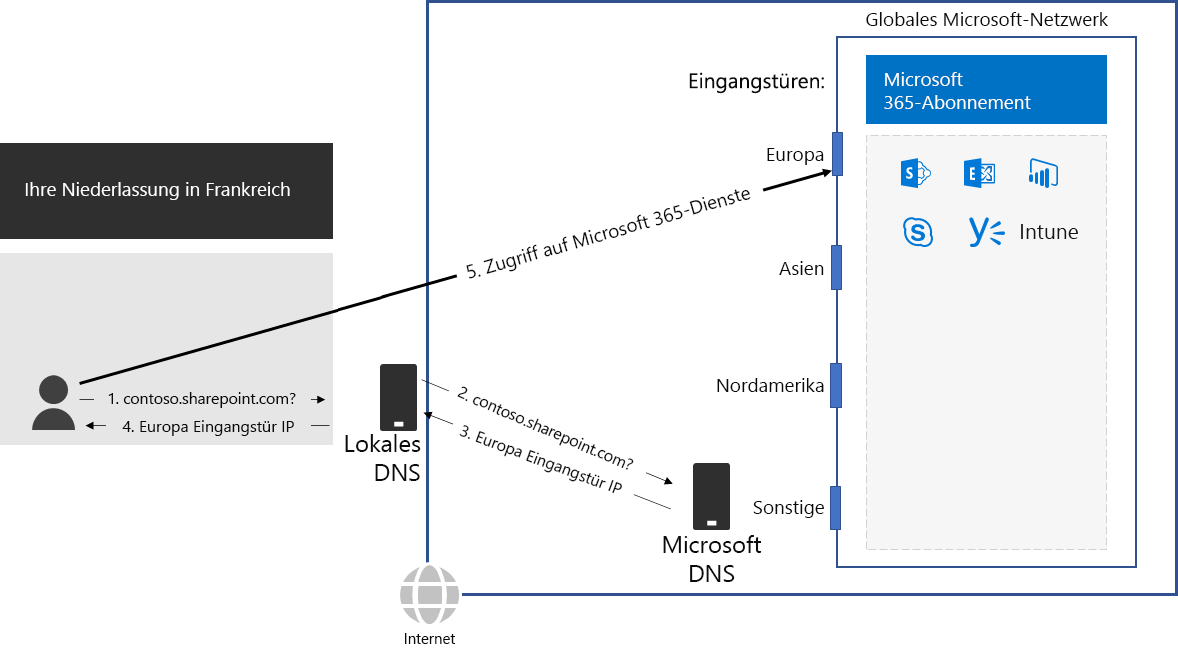 Globales Microsoft-Netzwerk
Eingangstüren:
Microsoft
365-Abonnement
Europa
Ihre Niederlassung in Frankreich
5. Zugriff auf Microsoft 365-Dienste
S
E
S
Intune
Asien
1. contoso.sharepoint.com?
4. Europa Eingangstür IP
Lokales
DNS
2. contoso.sharepoint.com?
3. Europa Eingangstür IP
Nordamerika
Sonstige
Microsoft
DNS
Internet